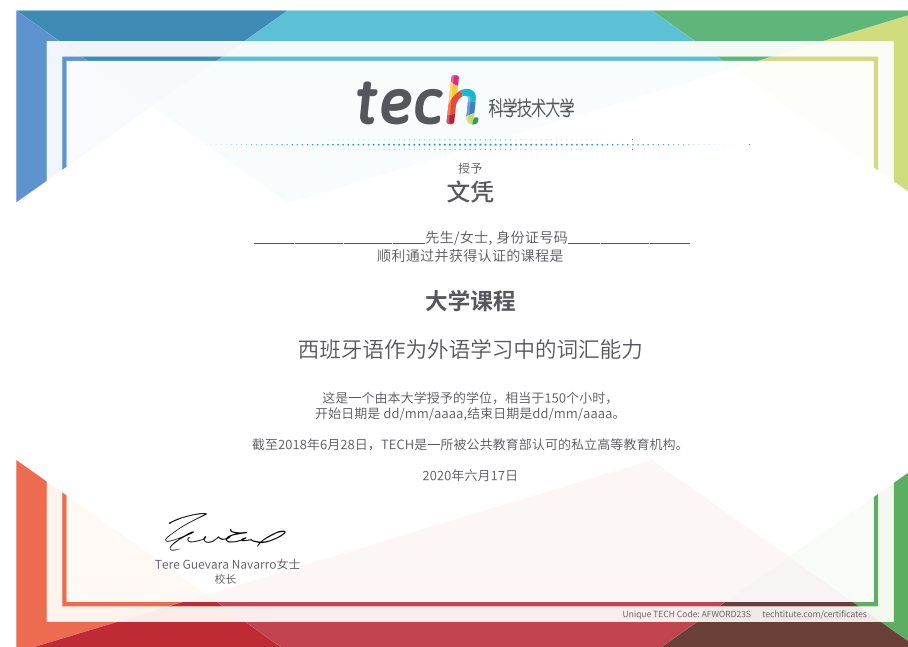 tech 科学技术大学
授予
文凭
________________________先生/女士, 身份证号码_________________
顺利通过并获得认证的课程是
大学课程
西班牙语作为外语学习中的词汇能力
这是一个由本大学授予的学位，相当于150个小时，
开始日期是 dd/mm/aaaa,结束日期是dd/mm/aaaa。
截至2018年6月28日，TECH是一所被公共教育部认可的私立高等教育机构。
2020年六月17日
Tere Guevara Navarro女士
校长
Unique TECH Code: AFWORD23S techtitute.com/certificates